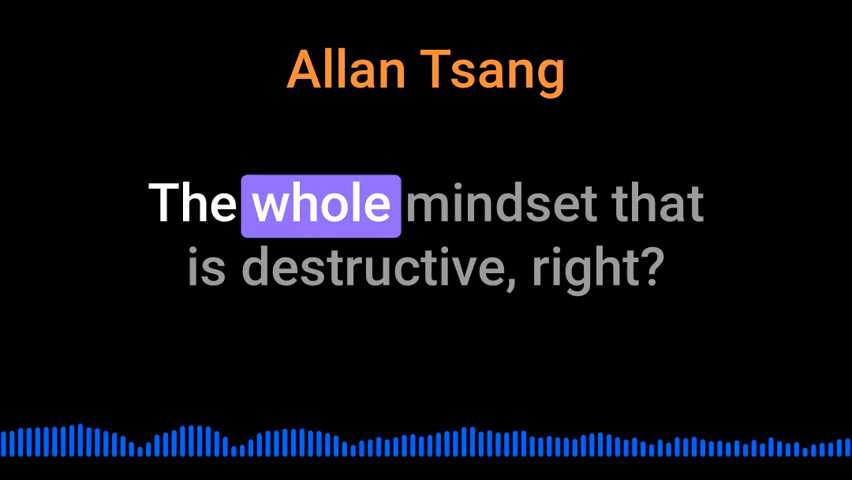 Allan Tsang
The whole mindset that
is destructive, right?